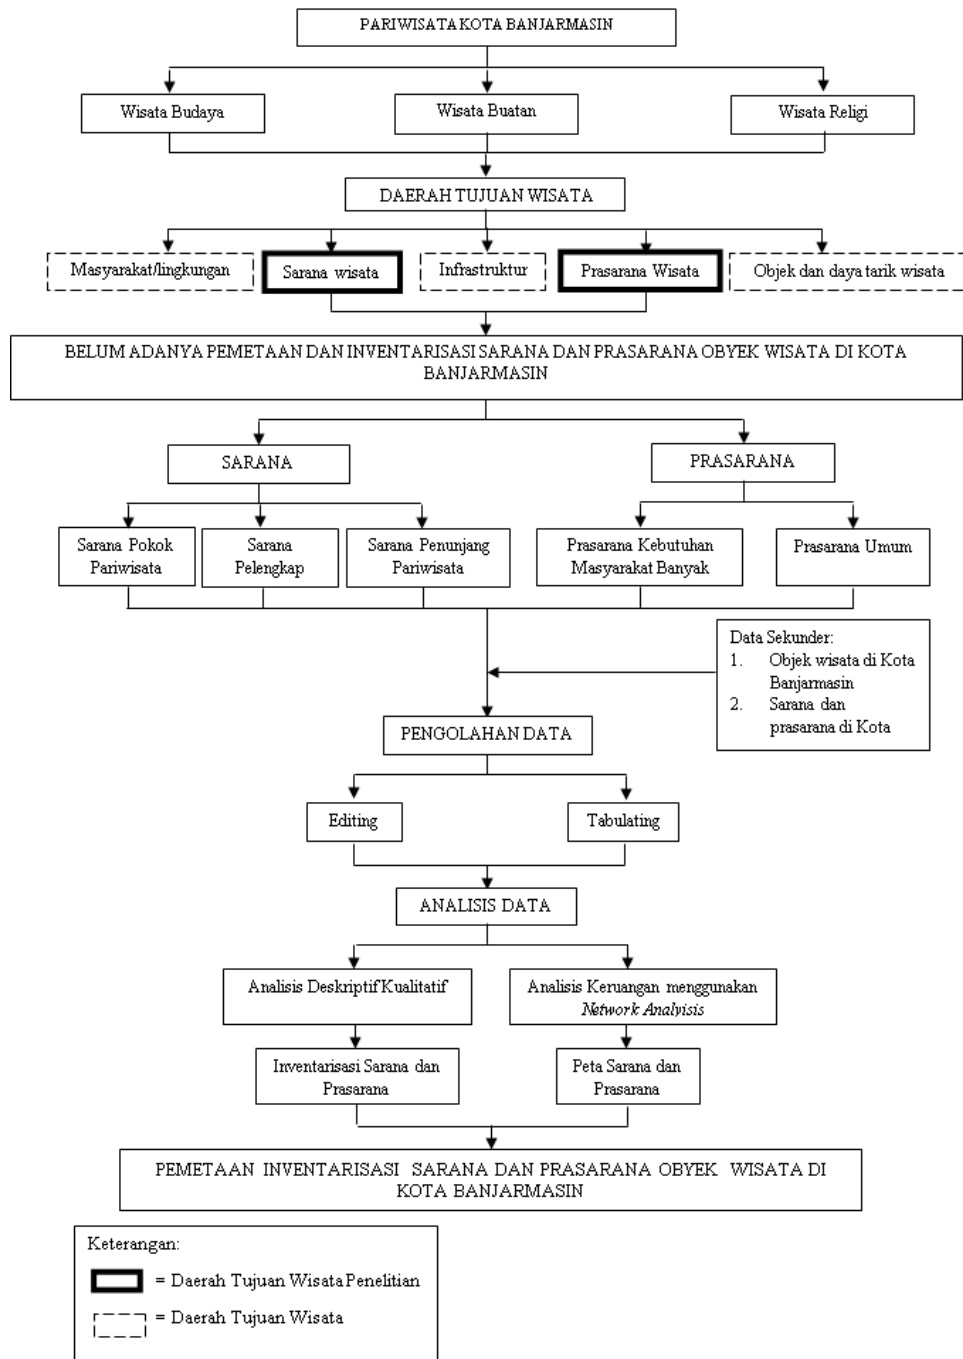 PARIWISATA KOTA BANJARMASIN
Wisata Budaya
Wisata Buatan
Wisata Religi
DAERAH TUJUAN WISATA
Masyarakat/lingkungan
Sarana wisata
Infrastruktur
Prasarana Wisata
Objek dan daya tarik wisata
BELUM ADANYA PEMETAAN DAN INVENTARISASI SARANA DAN PRASARANA OBYEK WISATA DI KOTA
BANJARMASIN
SARANA
PRASARANA
Sarana Pokok
Pariwisata
Sarana
Pelengkap
Sarana Penunjang
Pariwisata
Prasarana Kebutuhan
Masyarakat Banyak
Prasarana Umum
Data Sekunder:
1. Objek wisata di Kota
Banjarmasin
2. Sarana dan
prasarana di Kota
PENGOLAHAN DATA
Editing
Tabulating
ANALISIS DATA
Analisis Deskriptif Kualitatif
Analisis Keruangan menggunakan
Network Analyisis
Inventarisasi Sarana dan
Prasarana
Peta Sarana dan
Prasarana
PEMETAAN INVENTARISASI SARANA DAN PRASARANA OBYEK WISATA DI
KOTA BANJARMASIN
Keterangan:
= Daerah Tujuan Wisata Penelitian
= Daerah Tujuan Wisata